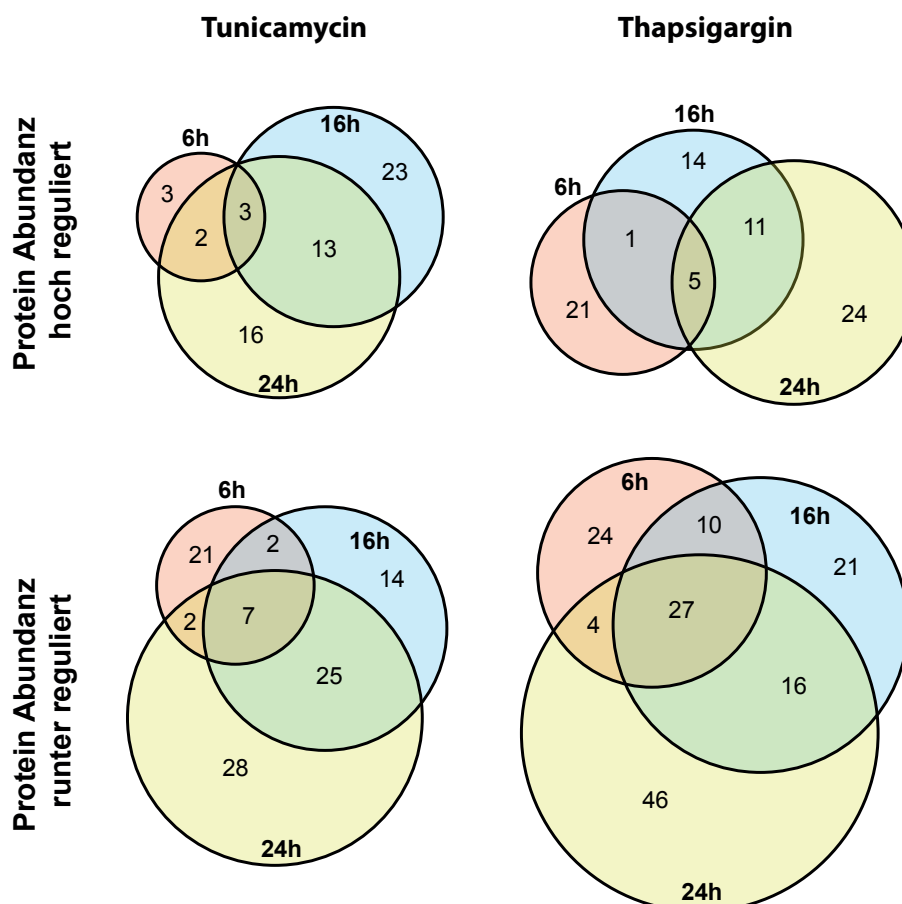 Tunicamycin
Thapsigargin
Protein Abundanz
hoch reguliert
6h
16h
3
23
3
2
13
16
24h
16h
14
6h
1
11
5
21
24
24h
Protein Abundanz
runter reguliert
6h
2
16h
21
14
2
7
25
28
24h
6h
10
16h
24
21
4
27
16
46
24h